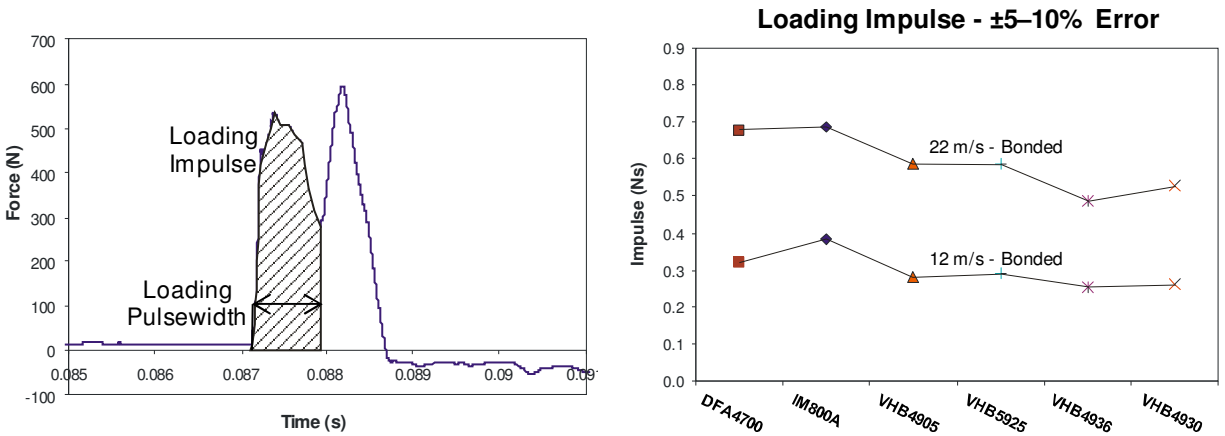 700
600
500
400
300
200
100
0
-100
Force (N)
Loading
Impulse
Loading
Pulsewidth
0.085
0.086
0.087
0.088
0.089
0.09
0.09
Time (s)
Loading Impulse - ±5–10% Error
0.9
0.8
0.7
0.6
0.5
0.4
0.3
0.2
0.1
0.0
Impulse (Ns)
22 m/s - Bonded
12 m/s - Bonded
DFA4700
IM800A
VHB4905
VHB5925
VHB4936
VHB4930